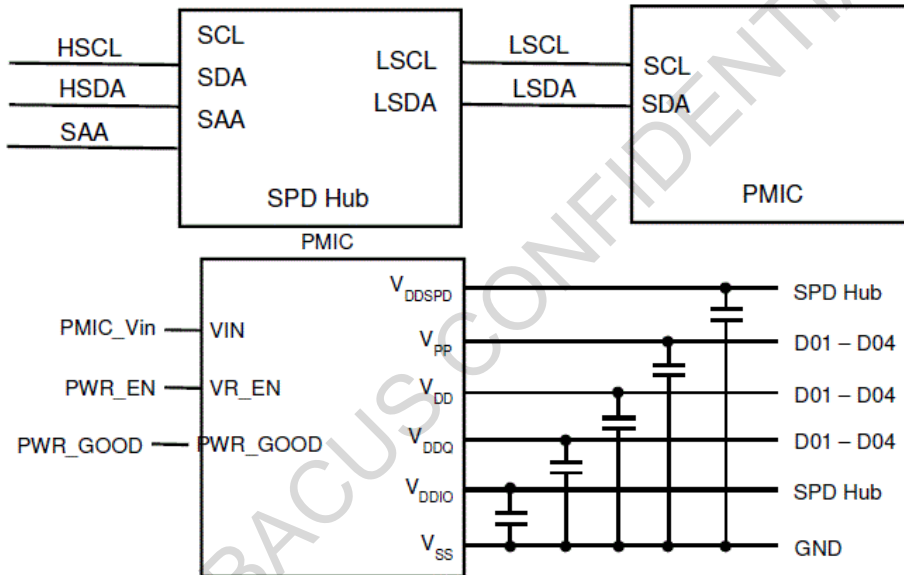 HSCL
HSDA
SAA
SCL
SDA
SAA
LSCL
LSDA
SPD Hub
LSCL
LSDA
SCL
SDA
PMIC
PMIC
PMIC_Vin
PWR_EN
PWR_GOOD
VIN
VR_EN
PWR_GOOD
VDDSPD
VPP
VDD
VDDQ
VDDIO
VSS
SPD Hub
D01 – D04
D01 – D04
D01 – D04
SPD Hub
GND
BACUS CONFIDENTIA